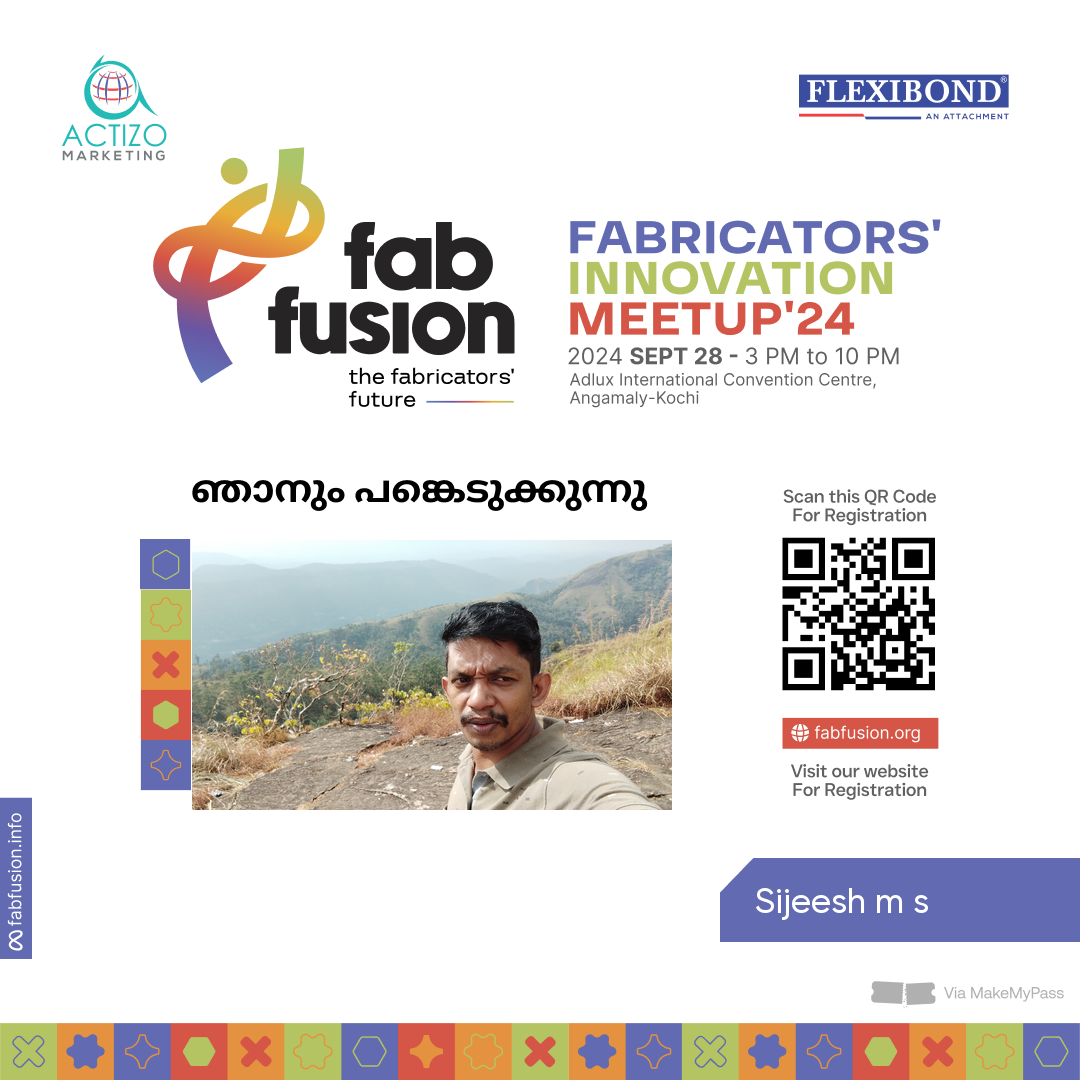 ACTIZO
MARKETING
FLEXIBOND®
AN ATTACHMENT
fab
fusion
the fabricators'
future
FABRICATORS'
INNOVATION
MEETUP'24
2024 SEPT 28 - 3 PM to 10 PM
Adlux International Convention Centre,
Angamaly-Kochi
ഞാനും പങ്കെടുക്കുന്നു
Scan this QR Code
For Registration
fabfusion.org
Visit our website
For Registration
fabfusion.info
Sijeesh m s
Via MakeMyPass